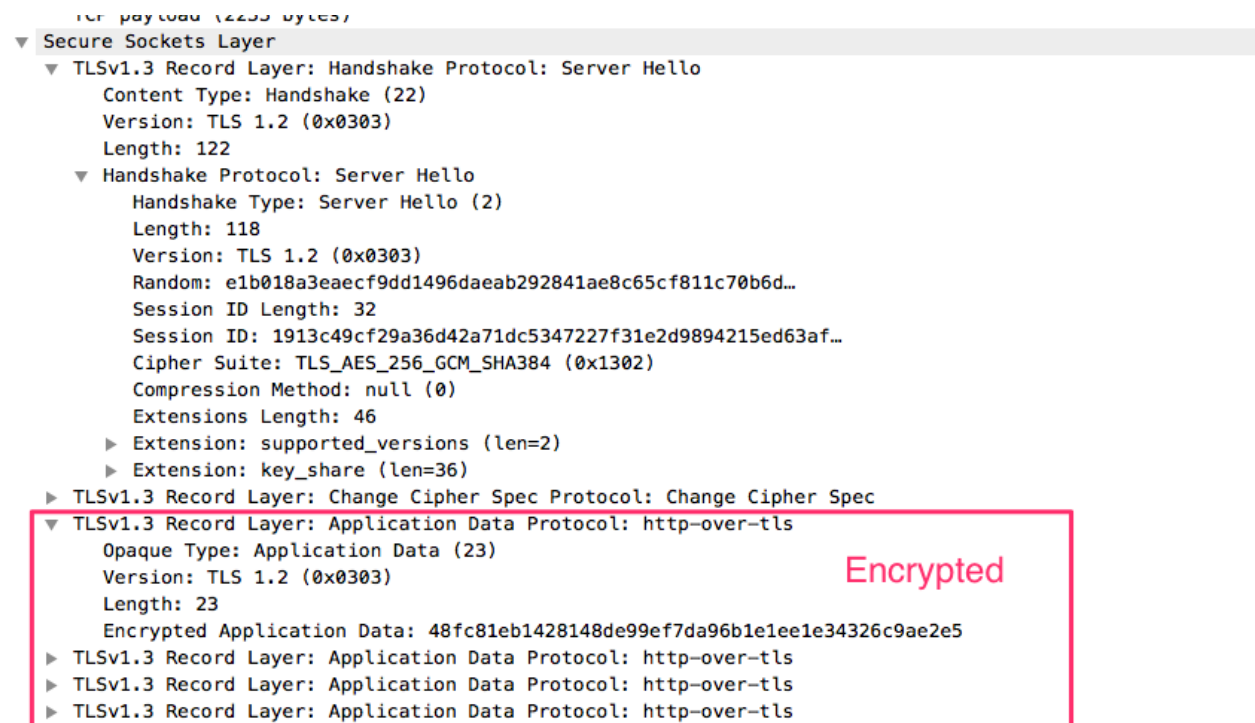 TCP payload (2253 bytes)
Secure Sockets Layer
TLSv1.3 Record Layer: Handshake Protocol: Server Hello
Content Type: Handshake (22)
Version: TLS 1.2 (0x0303)
Length: 122
Handshake Protocol: Server Hello
Handshake Type: Server Hello (2)
Length: 118
Version: TLS 1.2 (0x0303)
Random: e1b018a3eaecf9dd1496daeab292841ae8c65cf811c70b6d…
Session ID Length: 32
Session ID: 1913c49cf29a36d42a71dc5347227f31e2d9894215ed63af…
Cipher Suite: TLS_AES_256_GCM_SHA384 (0x1302)
Compression Method: null (0)
Extensions Length: 46
Extension: supported_versions (len=2)
Extension: key_share (len=36)
TLSv1.3 Record Layer: Change Cipher Spec Protocol: Change Cipher Spec
TLSv1.3 Record Layer: Application Data Protocol: http-over-tls
Opaque Type: Application Data (23)
Encrypted
Version: TLS 1.2 (0x0303)
Length: 23
Encrypted Application Data: 48fc81eb1428148de99ef7da96b1e1ee1e34326c9ae2e5
TLSv1.3 Record Layer: Application Data Protocol: http-over-tls
TLSv1.3 Record Layer: Application Data Protocol: http-over-tls
TLSv1.3 Record Layer: Application Data Protocol: http-over-tls